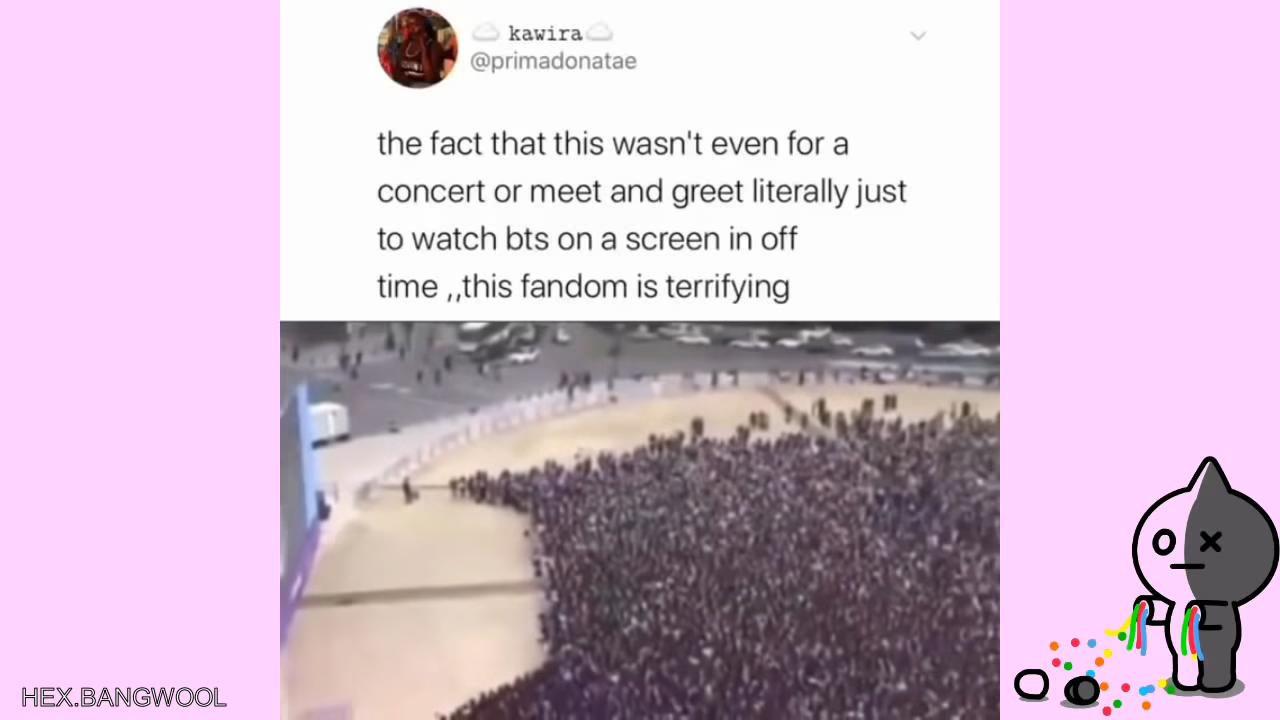 ☁️ kawira☁️
@primadonatae
the fact that this wasn't even for a
concert or meet and greet literally just
to watch bts on a screen in off
time ,,this fandom is terrifying
HEX.BANGWOOL